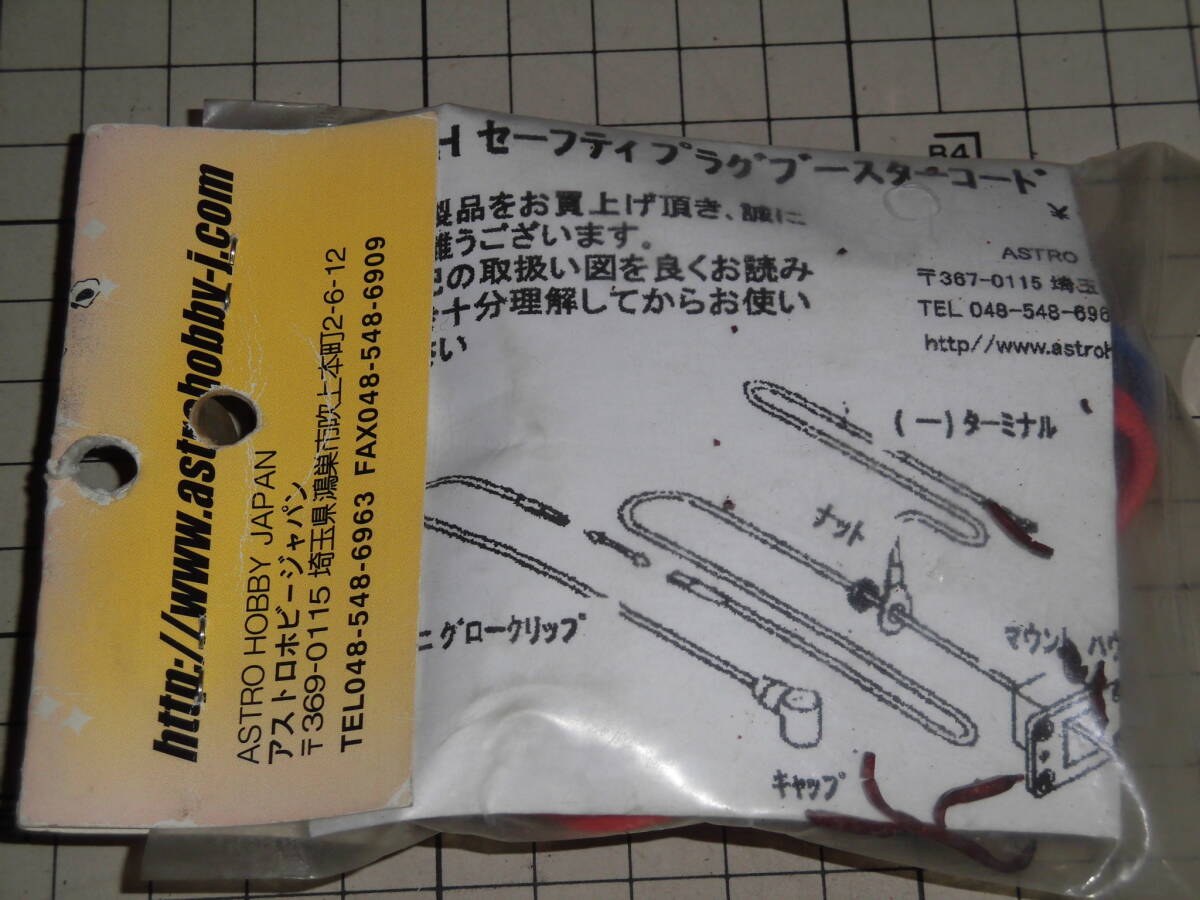 http://www.astrohobby-j.com
ASTRO HOBBY JAPAN
アストロホビージャパン
〒369-0115 埼玉県鴻巣市吹上本町2-6-12
TEL048-548-6963 FAX048-548-6909
B4
H セーフティプラグブースターコード
製品をお買上げ頂き、誠に
難うございます。
記の取扱い図を良くお読み
十分理解してからお使い
さい
ASTRO
〒367-0115 埼玉
TEL 048-548-696
http//www.astroH
(－)ターミナル
ナット
ニグロークリップ
マウント ハウ
キャップ